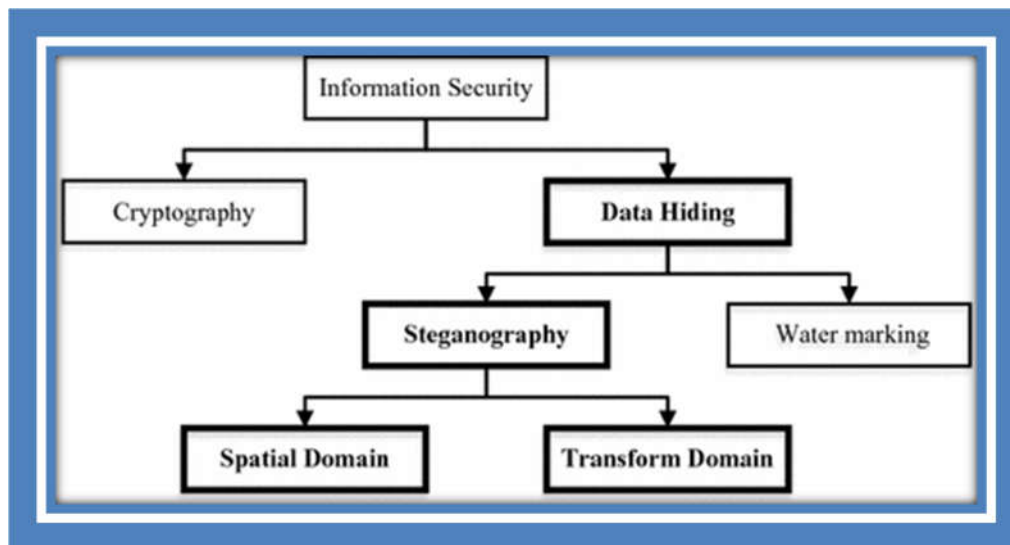 Information Security
Cryptography
Data Hiding
Steganography
Water marking
Spatial Domain
Transform Domain